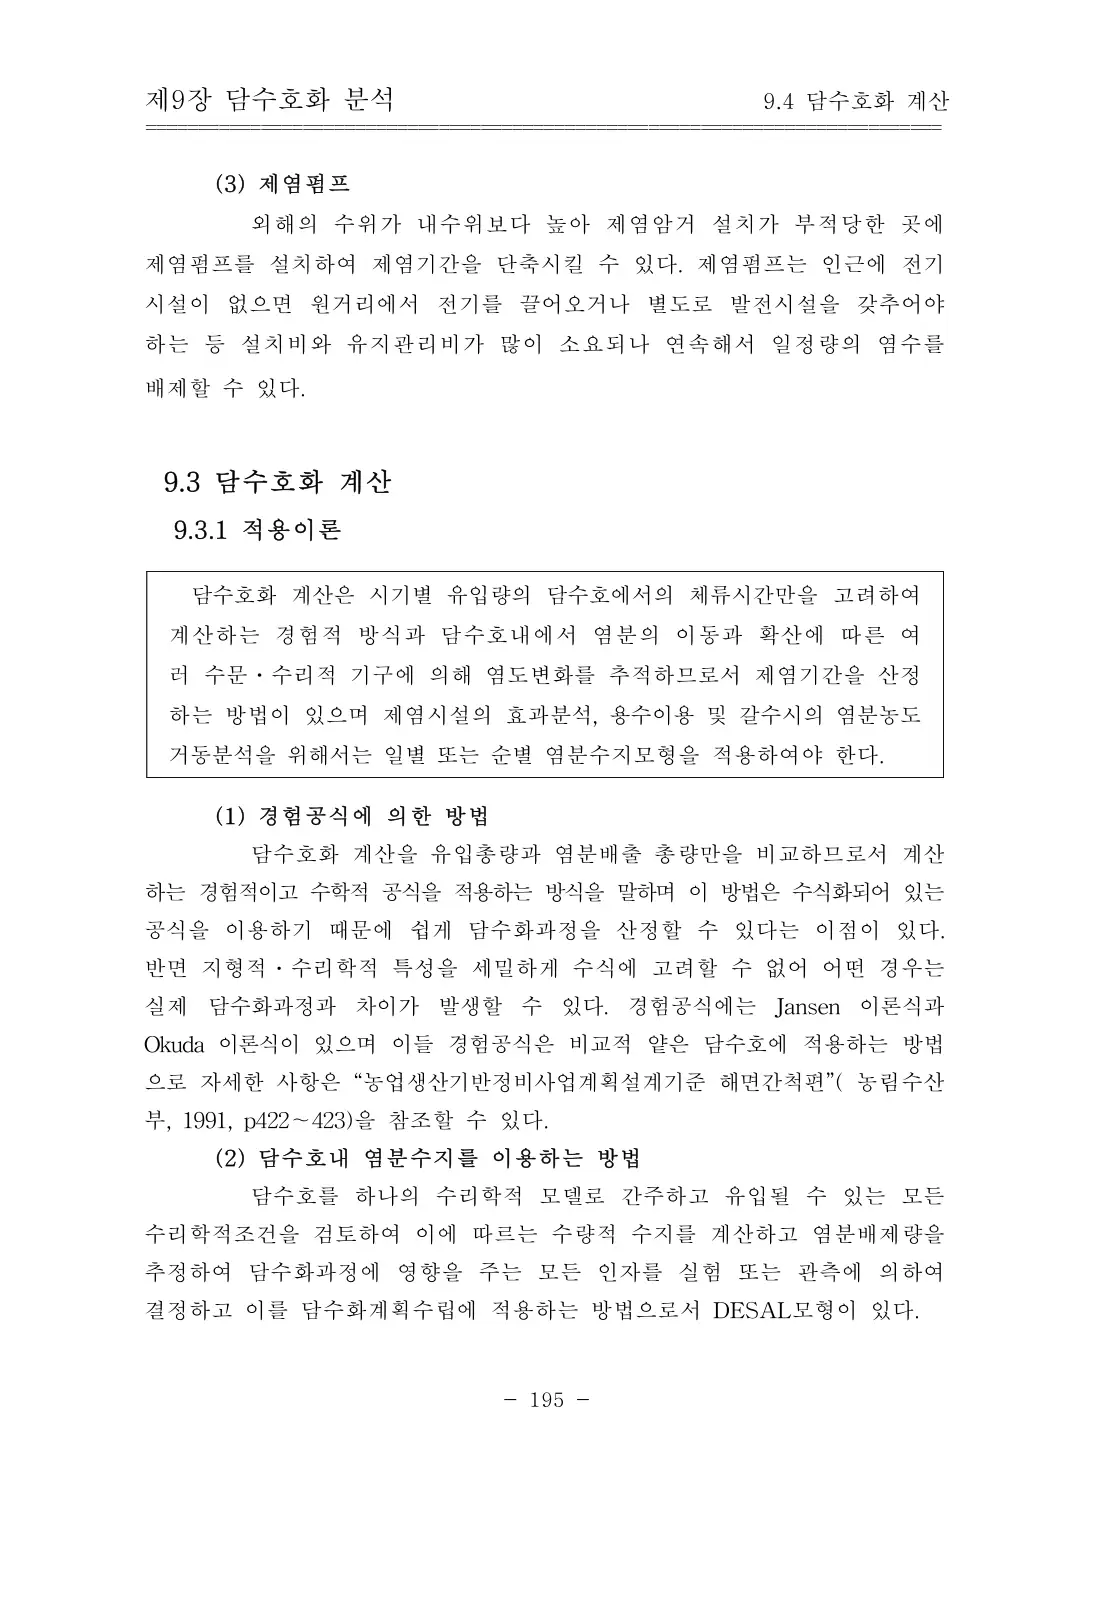 제9장 담수호화 분석
9.4 담수호화 계산
(3) 제염펌프
외해의 수위가 내수위보다 높아 제염암거 설치가 부적당한 곳에
제염펌프를 설치하여 제염기간을 단축시킬 수 있다. 제염펌프는 인근에 전기
시설이 없으면 원거리에서 전기를 끌어오거나 별도로 발전시설을 갖추어야
하는 등 설치비와 유지관리비가 많이 소요되나 연속해서 일정량의 염수를
배제할 수 있다.
9.3 담수호화 계산
9.3.1 적용이론
담수호화 계산은 시기별 유입량의 담수호에서의 체류시간만을 고려하여
계산하는 경험적 방식과 담수호내에서 염분의 이동과 확산에 따른 여
러 수문・수리적 기구에 의해 염도변화를 추적하므로서 제염기간을 산정
하는 방법이 있으며 제염시설의 효과분석, 용수이용 및 갈수시의 염분농도
거동분석을 위해서는 일별 또는 순별 염분수지모형을 적용하여야 한다.
(1) 경험공식에 의한 방법
담수호화 계산을 유입총량과 염분배출 총량만을 비교하므로서 계산
하는 경험적이고 수학적 공식을 적용하는 방식을 말하며 이 방법은 수식화되어 있는
공식을 이용하기 때문에 쉽게 담수화과정을 산정할 수 있다는 이점이 있다.
반면 지형적・수리학적 특성을 세밀하게 수식에 고려할 수 없어 어떤 경우는
실제 담수화과정과 차이가 발생할 수 있다. 경험공식에는 Jansen 이론식과
Okuda 이론식이 있으며 이들 경험공식은 비교적 얕은 담수호에 적용하는 방법
으로 자세한 사항은 “농업생산기반정비사업계획설계기준 해면간척편”( 농림수산
부, 1991, p422～423)을 참조할 수 있다.
(2) 담수호내 염분수지를 이용하는 방법
담수호를 하나의 수리학적 모델로 간주하고 유입될 수 있는 모든
수리학적조건을 검토하여 이에 따르는 수량적 수지를 계산하고 염분배제량을
추정하여 담수화과정에 영향을 주는 모든 인자를 실험 또는 관측에 의하여
결정하고 이를 담수화계획수립에 적용하는 방법으로서 DESAL모형이 있다.
- 195 -